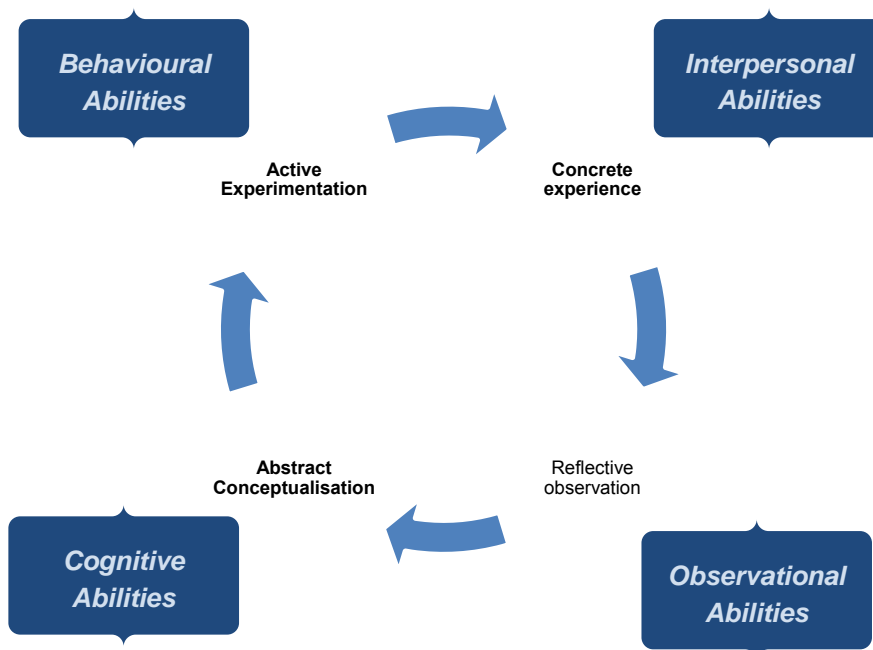 Behavioural
Abilities
Interpersonal
Abilities
Active
Experimentation
Concrete
experience
Abstract
Conceptualisation
Reflective
observation
Cognitive
Abilities
Observational
Abilities